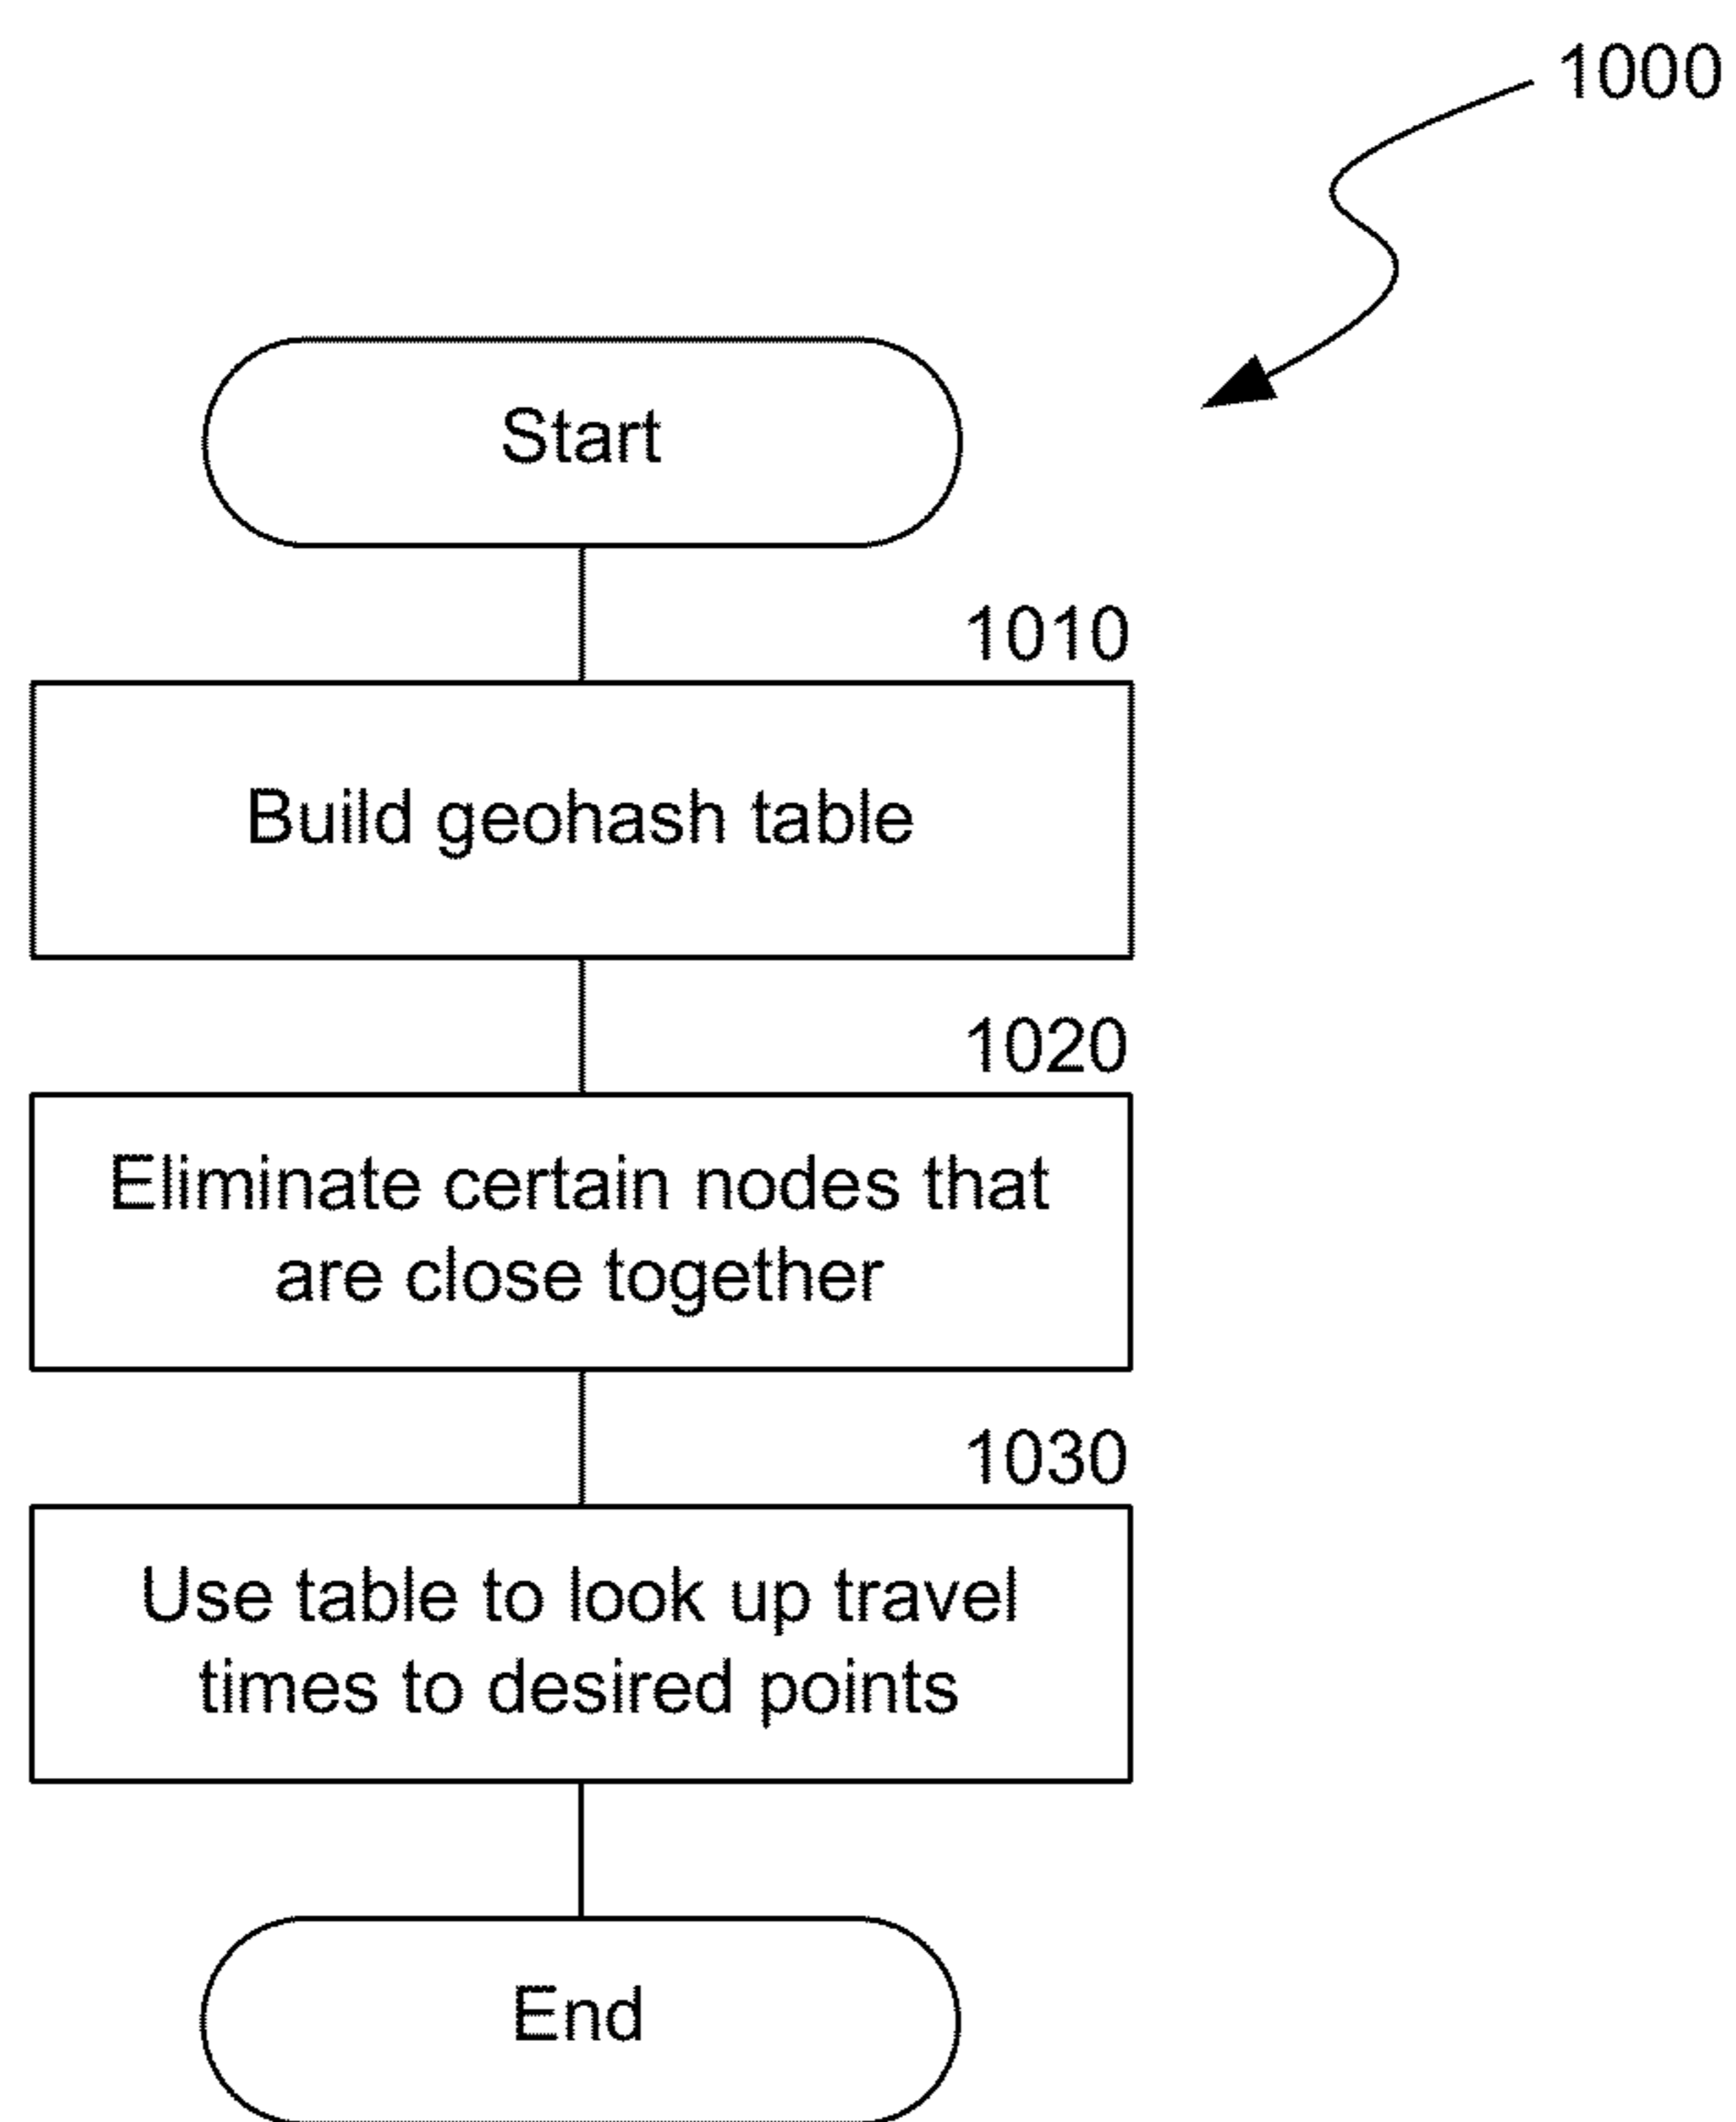 1000
Start
1010
Build geohash table
1020
Eliminate certain nodes that
are close together
1030
Use table to look up travel
times to desired points
End